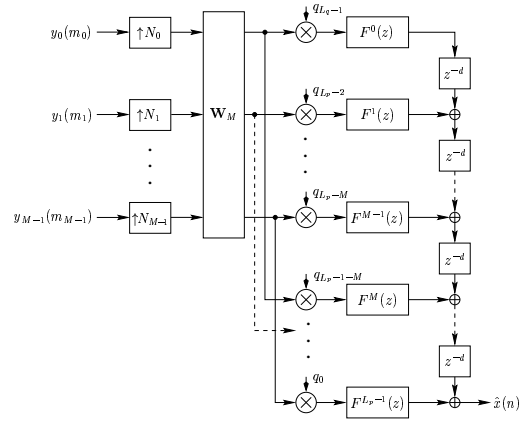 q_{L_q-1}
y_0(m_0) ↑N_0 F^0(z)
z^{-d}
q_{L_p-2}
y_1(m_1) ↑N_1 W_M F^1(z)
z^{-d}
q_{L_p-M}
y_{M-1}(m_{M-1}) ↑N_{M-1} F^{M-1}(z)
z^{-d}
q_{L_p-1-M}
F^M(z)
z^{-d}
q_0
F^{L_p-1}(z) x̂(n)